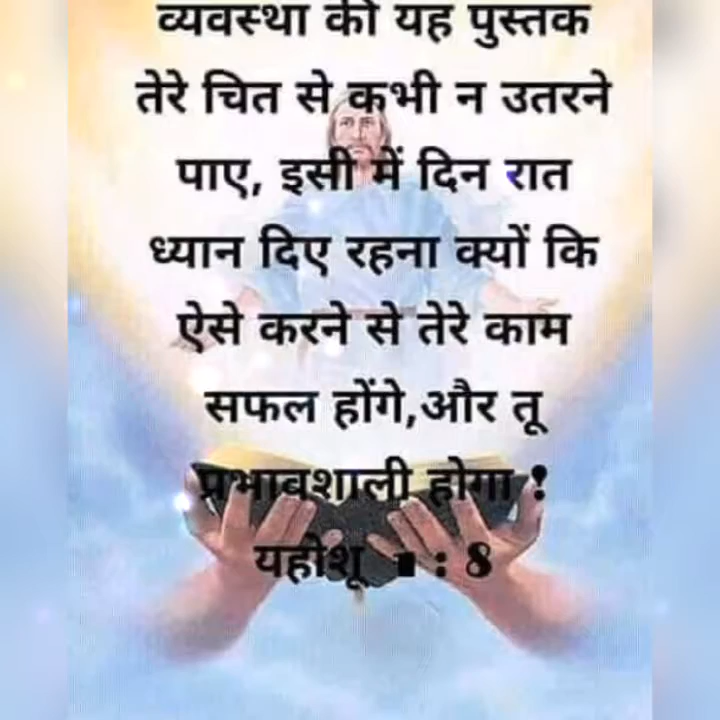 व्यवस्था की यह पुस्तक
तेरे चित से कभी न उतरने
पाए, इसी में दिन रात
ध्यान दिए रहना क्यों कि
ऐसे करने से तेरे काम
सफल होंगे,और तू
प्रभावशाली होगा !
यहोशू : 8